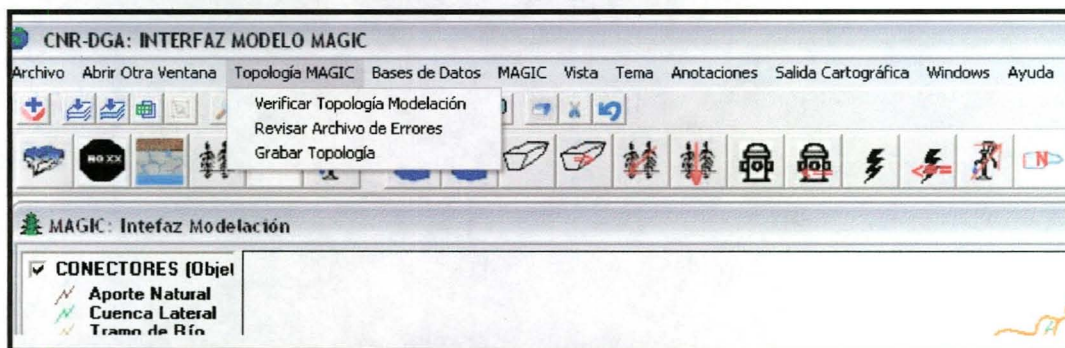 CNR-DGA: INTERFAZ MODELO MAGIC
Archivo Abrir Otra Ventana Topología MAGIC Bases de Datos MAGIC Vista Tema Anotaciones Salida Cartográfica Windows Ayuda
Verificar Topología Modelación
Revisar Archivo de Errores
Grabar Topología
RG XX
N
MAGIC: Intefaz Modelación
CONECTORES (Objet
Aporte Natural
Cuenca Lateral
Tramo de Río